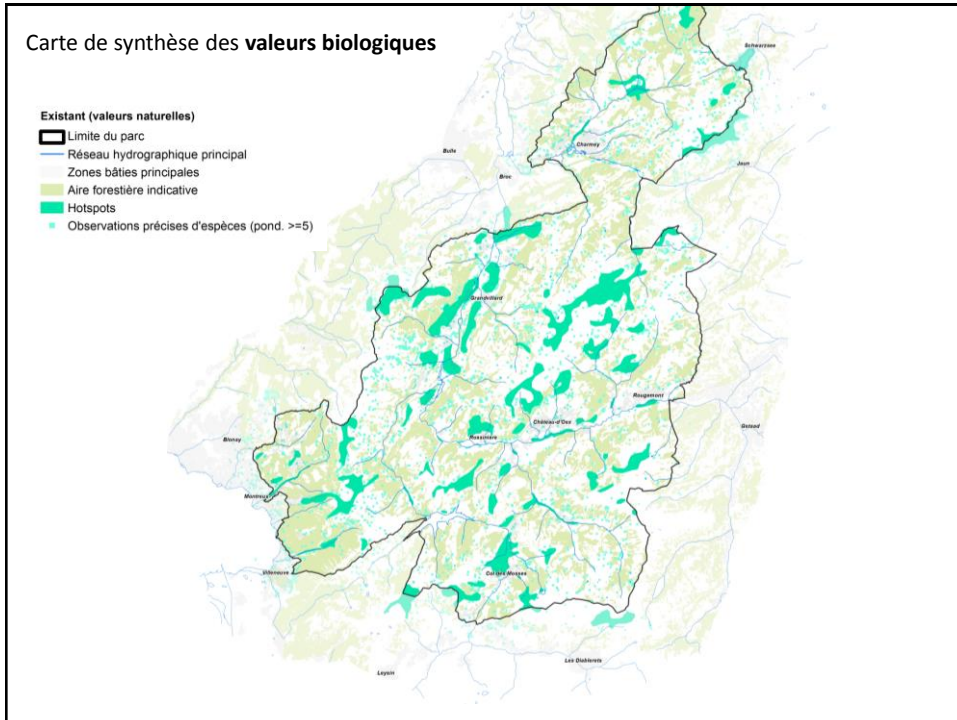 Carte de synthèse des valeurs biologiques
Existant (valeurs naturelles)
Limite du parc
Réseau hydrographique principal
Zones bâties principales
Aire forestière indicative
Hotspots
Observations précises d'espèces (pond. >=5)
Schwarzsee
Charmey
Bulle
Jaun
Broc
Grandvillard
Rougemont
Château-d'Oex
Gstaad
Rossinière
Blonay
Montreux
Villeneuve
Col des Mosses
Les Diablerets
Leysin